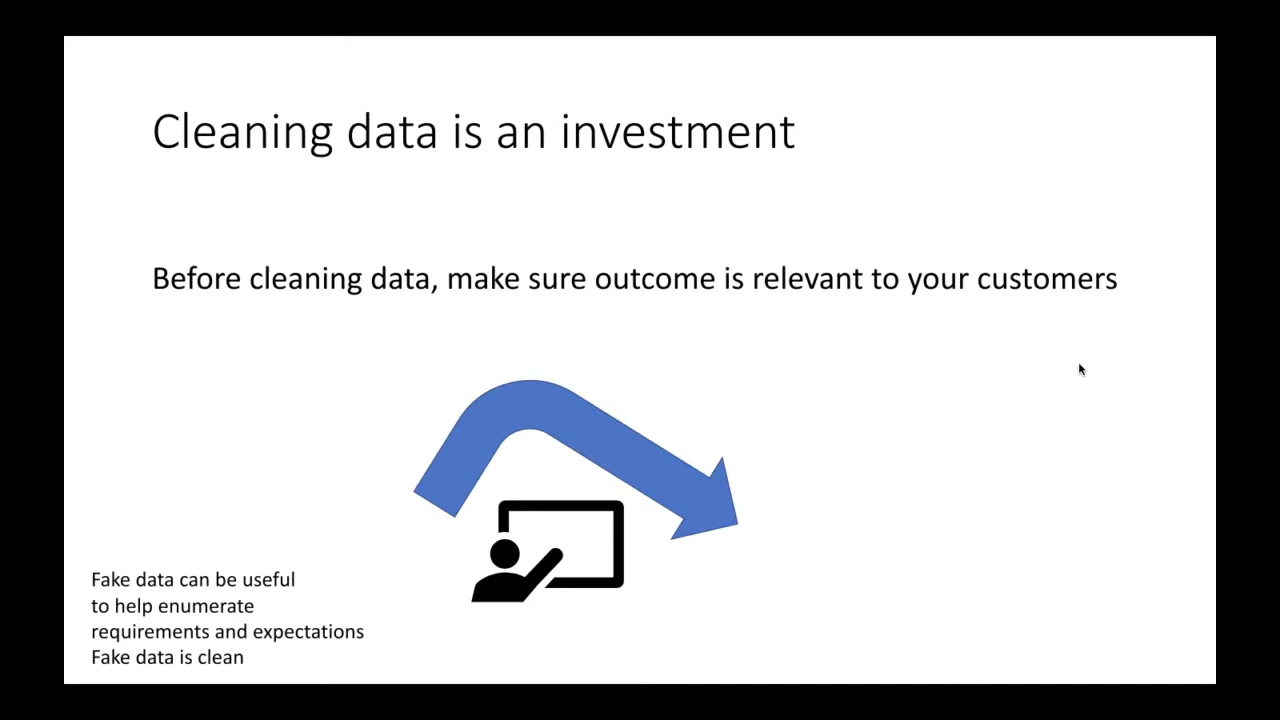 Cleaning data is an investment
Before cleaning data, make sure outcome is relevant to your customers
Fake data can be useful
to help enumerate
requirements and expectations
Fake data is clean